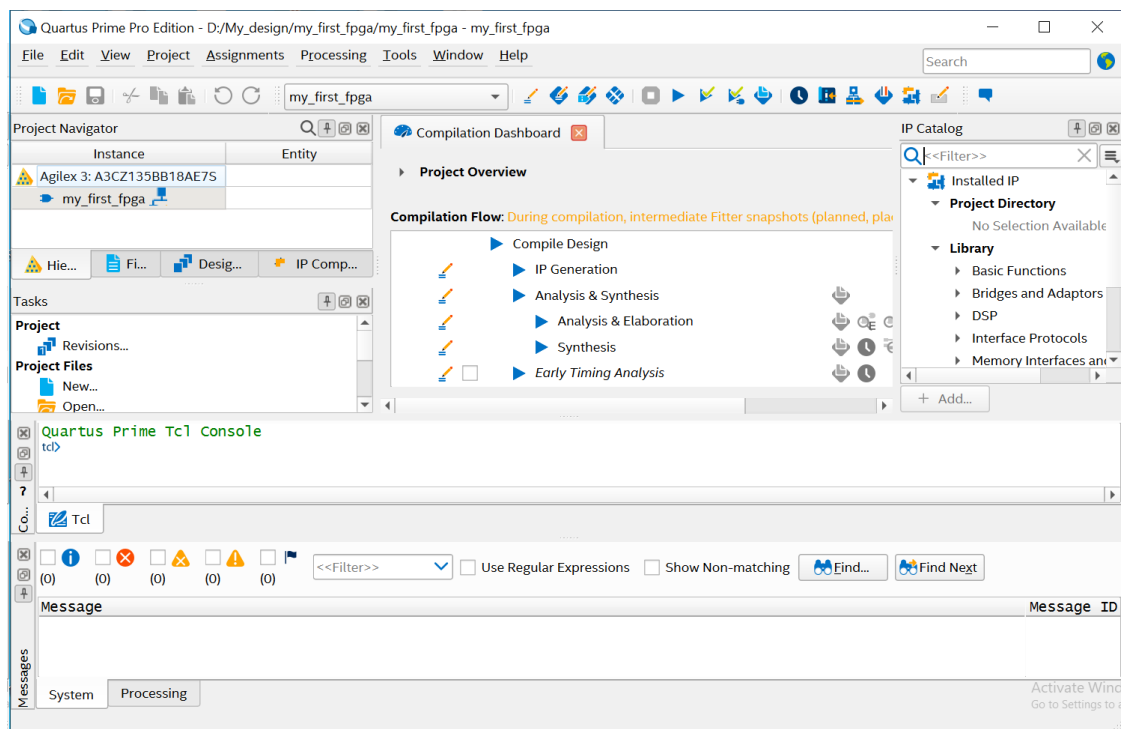 Quartus Prime Pro Edition - D:/My_design/my_first_fpga/my_first_fpga - my_first_fpga
File Edit View Project Assignments Processing Tools Window Help
Search
my_first_fpga
Project Navigator
Instance Entity
Agilex 3: A3CZ135BB18AE7S
my_first_fpga
Hie... Fi... Desig... IP Comp...
Tasks
Project
Revisions...
Project Files
New...
Open...
Compilation Dashboard
Project Overview
Compilation Flow: During compilation, intermediate Fitter snapshots (planned, pla
Compile Design
IP Generation
Analysis & Synthesis
Analysis & Elaboration
E
Synthesis
Early Timing Analysis
IP Catalog
<<Filter>>
Installed IP
Project Directory
No Selection Available
Library
Basic Functions
Bridges and Adaptors
DSP
Interface Protocols
Memory Interfaces and
+ Add...
Quartus Prime Tcl Console
tcl>
?
Co...
Tcl
(0) (0) (0) (0) (0)
<<Filter>> Use Regular Expressions Show Non-matching Find... Find Next
Message Message ID
Messages
System Processing
Activate Wind
Go to Settings to a